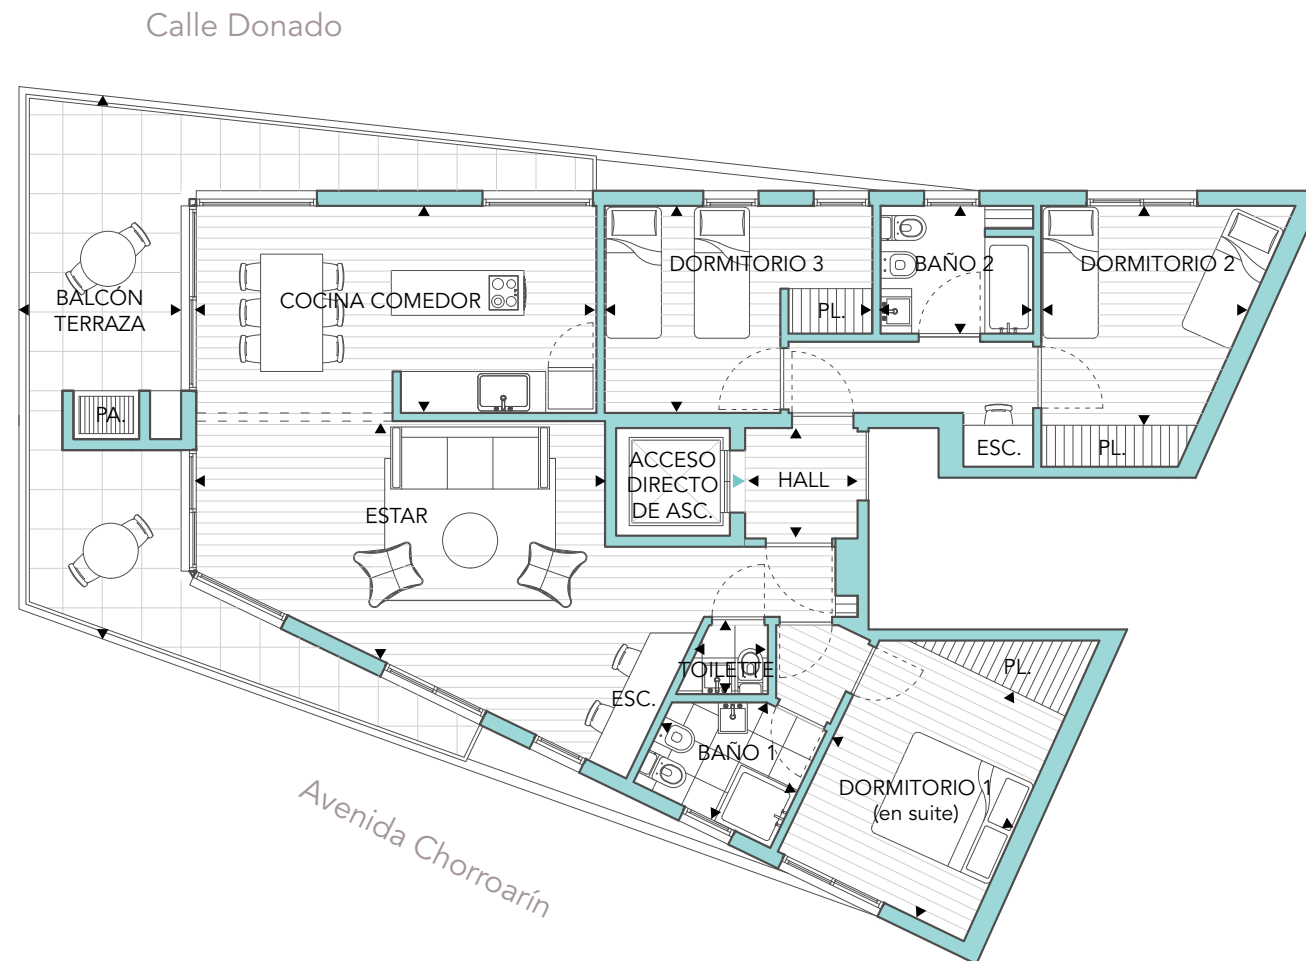 Calle Donado
BALCÓN
TERRAZA
COCINA COMEDOR
DORMITORIO 3
PL.
BAÑO 2
DORMITORIO 2
PA.
ESTAR
ACCESO
DIRECTO
DE ASC.
HALL
ESC.
PL.
TOILETTE
ESC.
BAÑO 1
PL.
DORMITORIO 1
(en suite)
Avenida Chorroarín